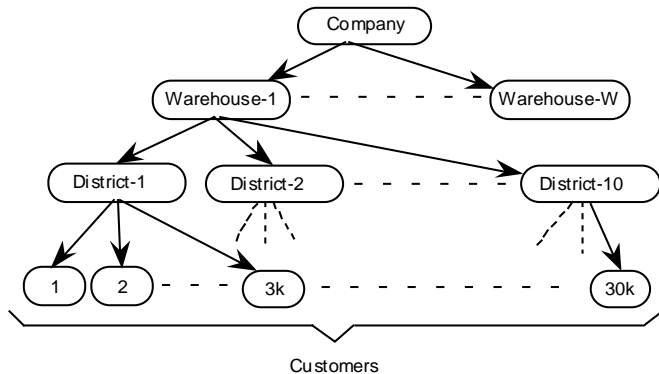 Company
Warehouse-1 Warehouse-W
District-1 District-2 District-10
1 2 3k 30k
Customers